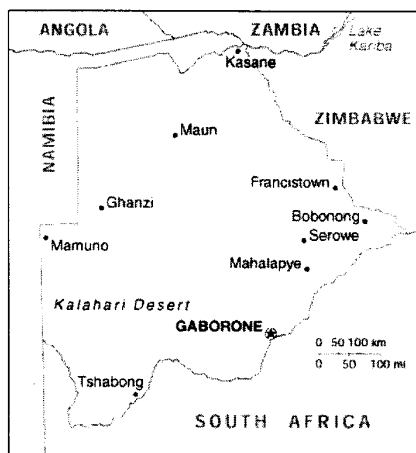 ANGOLA
ZAMBIA
Lake
Kariba
Kasane
NAMIBIA
ZIMBABWE
Maun
Francistown
Ghanzi
Bobonong
Serowe
Mamuno
Mahalapye
Kalahari Desert
GABORONE
0 50 100 km
0 50 100 mi
Tshabong
SOUTH AFRICA